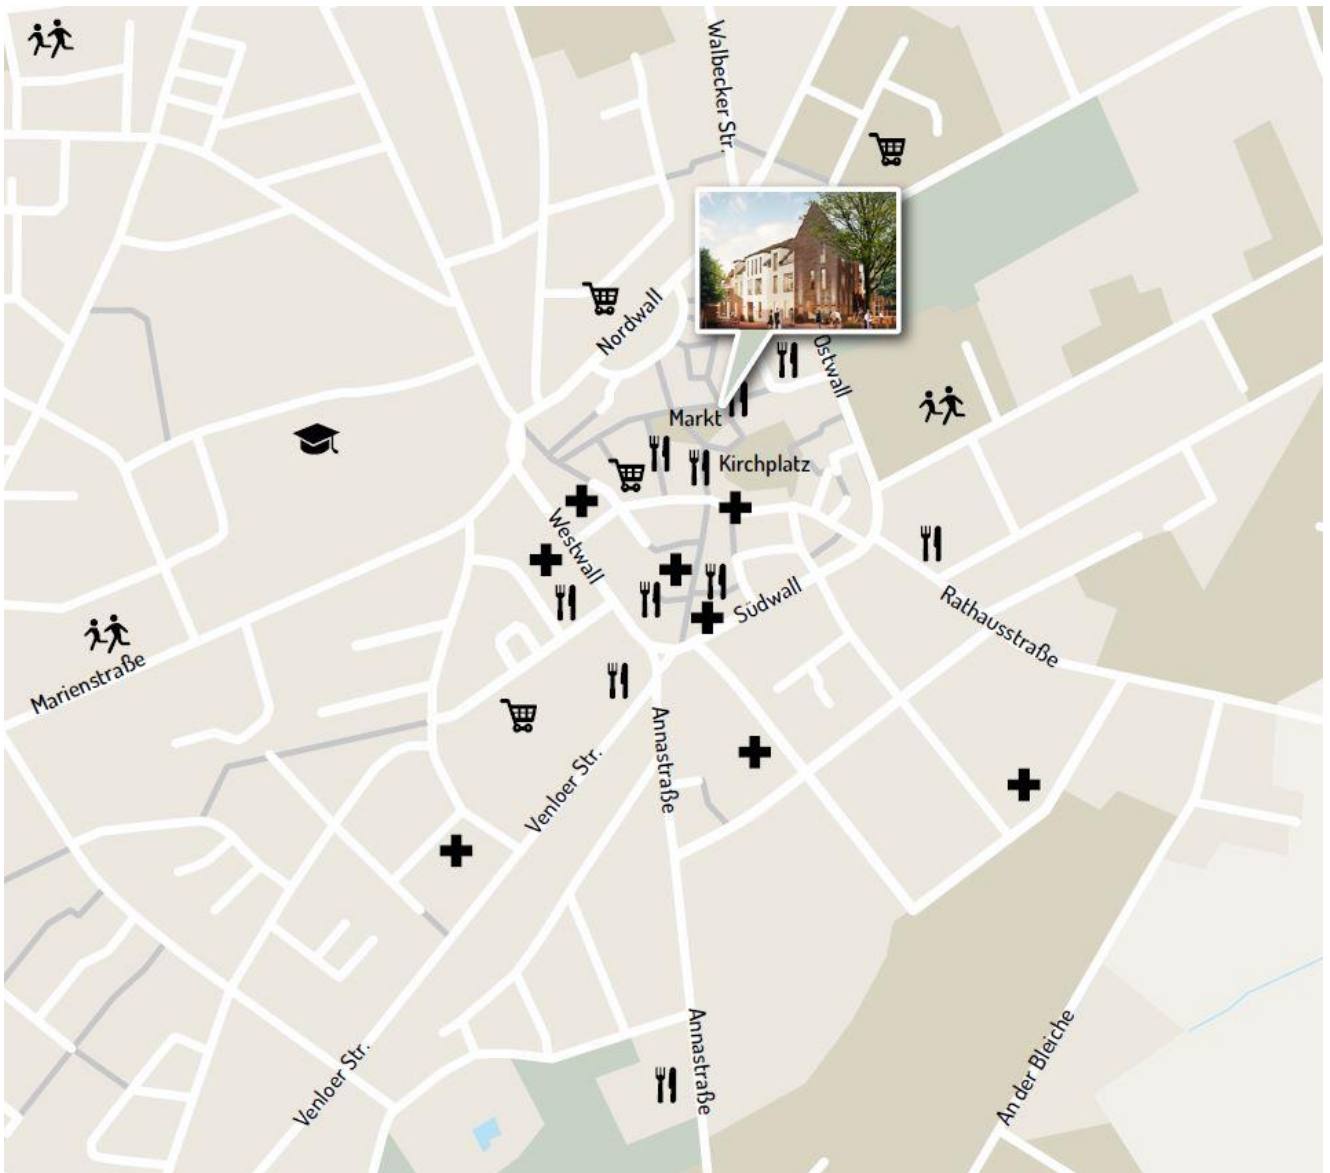 Walbecker Str.
Nordwall
Ostwall
Markt
Kirchplatz
Westwall
Südwall
Rathausstraße
Marienstraße
Annastraße
Venloer Str.
Annastraße
Venloer Str.
An der Bleiche